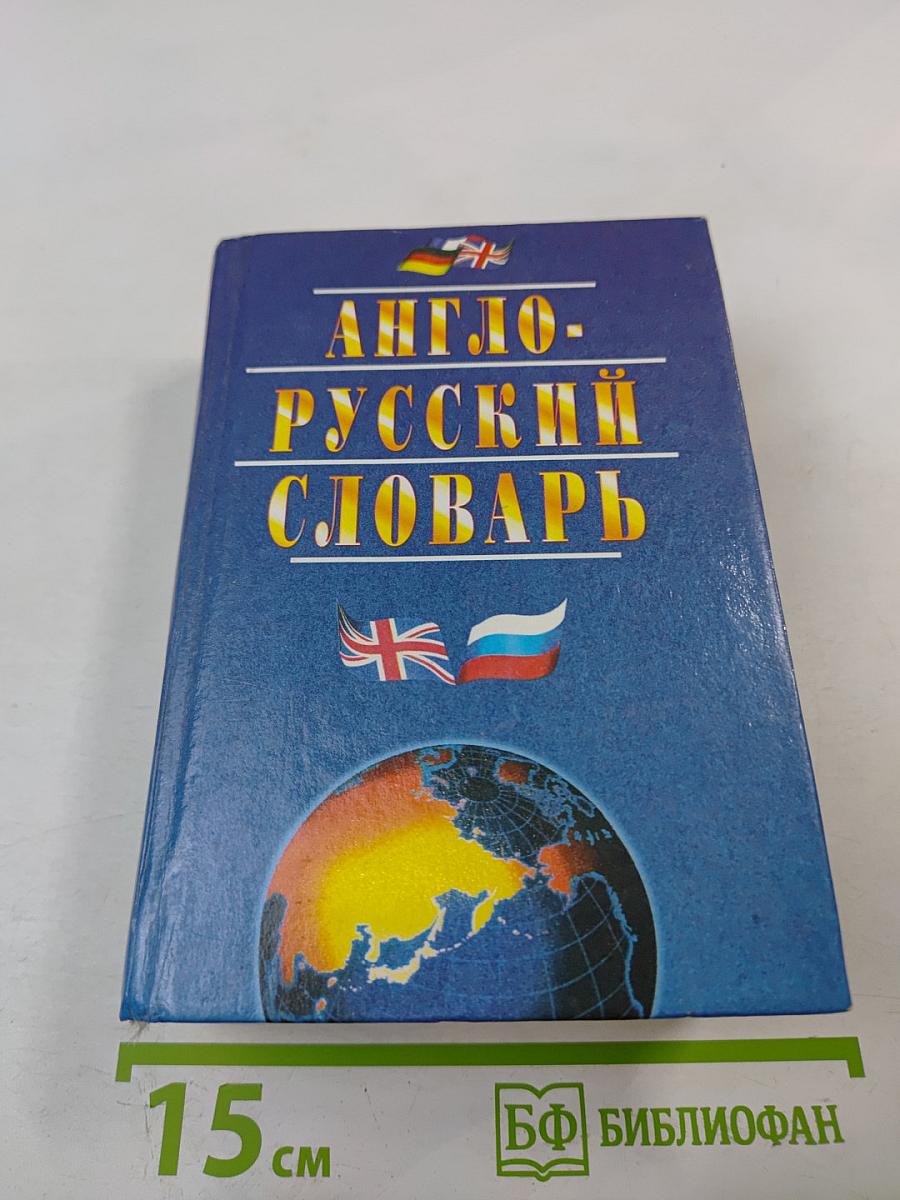 АНГЛО-
РУССКИЙ
СЛОВАРЬ
15 см
БФ БИБЛИОФАН